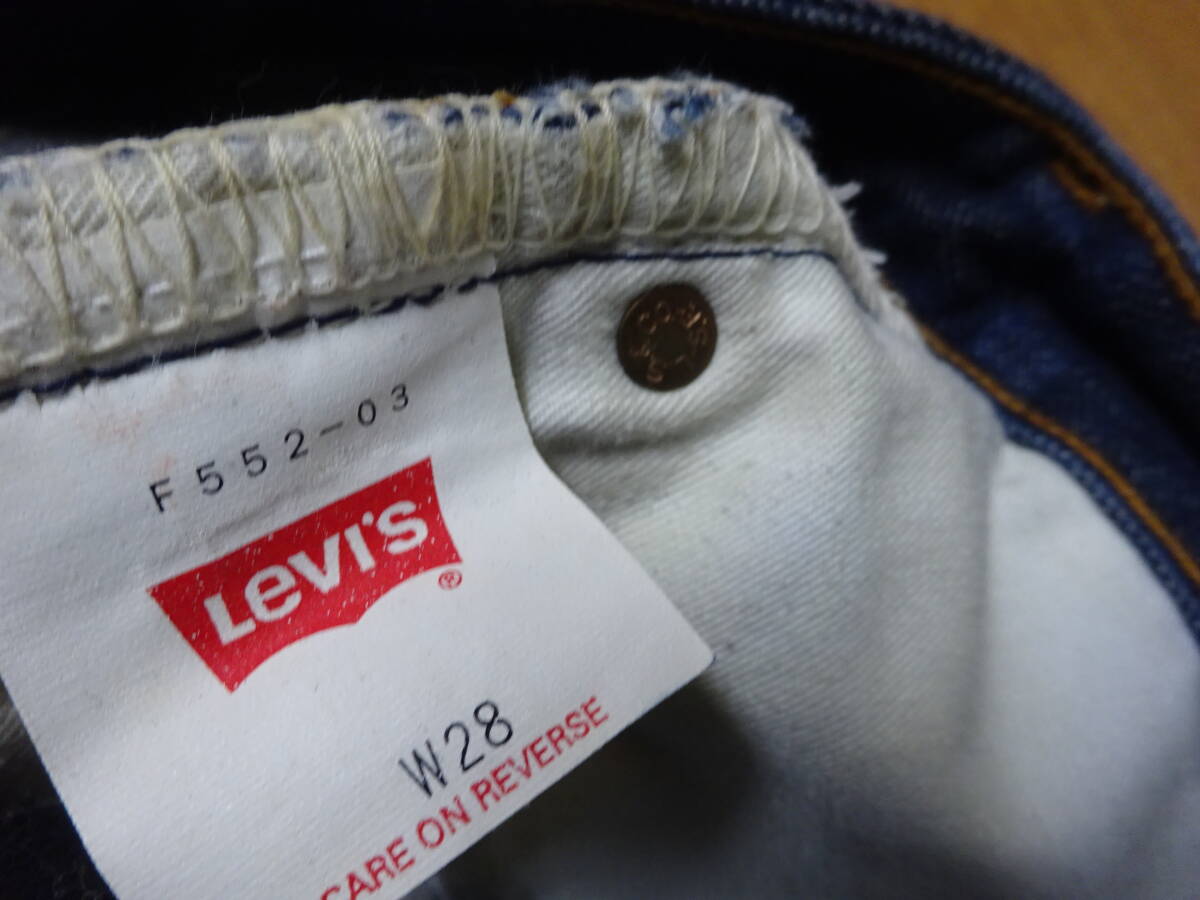 F552-03
Levi's ®
W28
CARE ON REVERSE